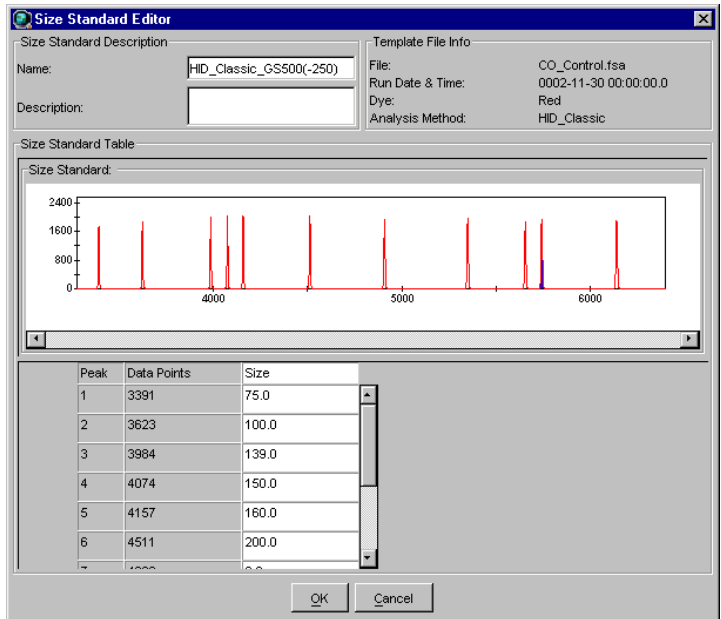 Size Standard Editor
Size Standard Description
Name: HID_Classic_GS500(-250)
Description:
Template File Info
File: CO_Control.fsa
Run Date & Time: 0002-11-30 00:00:00.0
Dye: Red
Analysis Method: HID_Classic
Size Standard Table
Size Standard:
2400
1600
800
0
4000 5000 6000
Peak Data Points Size
1 3391 75.0
2 3623 100.0
3 3984 139.0
4 4074 150.0
5 4157 160.0
6 4511 200.0
OK Cancel